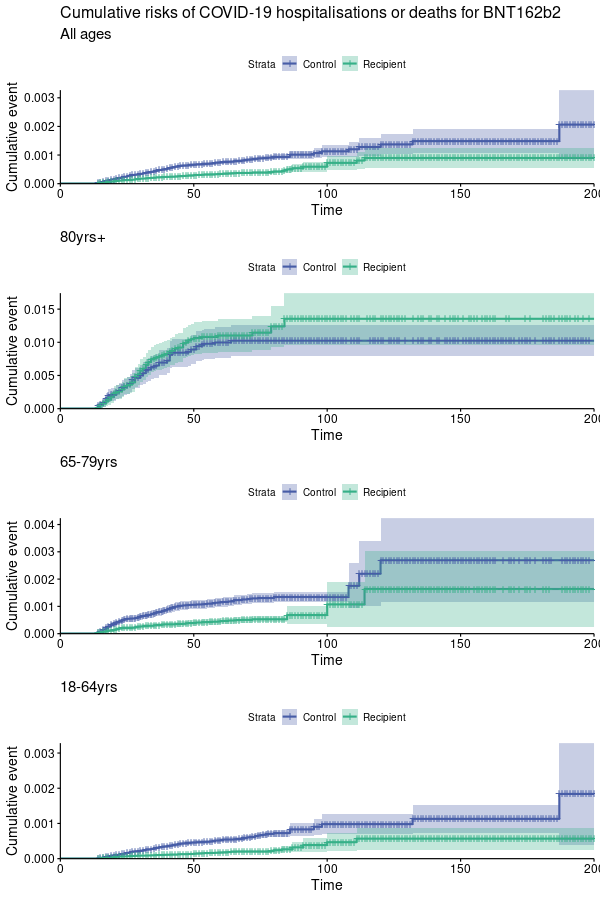 Cumulative risks of COVID-19 hospitalisations or deaths for BNT162b2
All ages
Strata Control Recipient
Cumulative event
0.003
0.002
0.001
0.000
0 50 100 150 200
Time
80yrs+
Strata Control Recipient
Cumulative event
0.015
0.010
0.005
0.000
0 50 100 150 200
Time
65-79yrs
Strata Control Recipient
Cumulative event
0.004
0.003
0.002
0.001
0.000
0 50 100 150 200
Time
18-64yrs
Strata Control Recipient
Cumulative event
0.003
0.002
0.001
0.000
0 50 100 150 200
Time